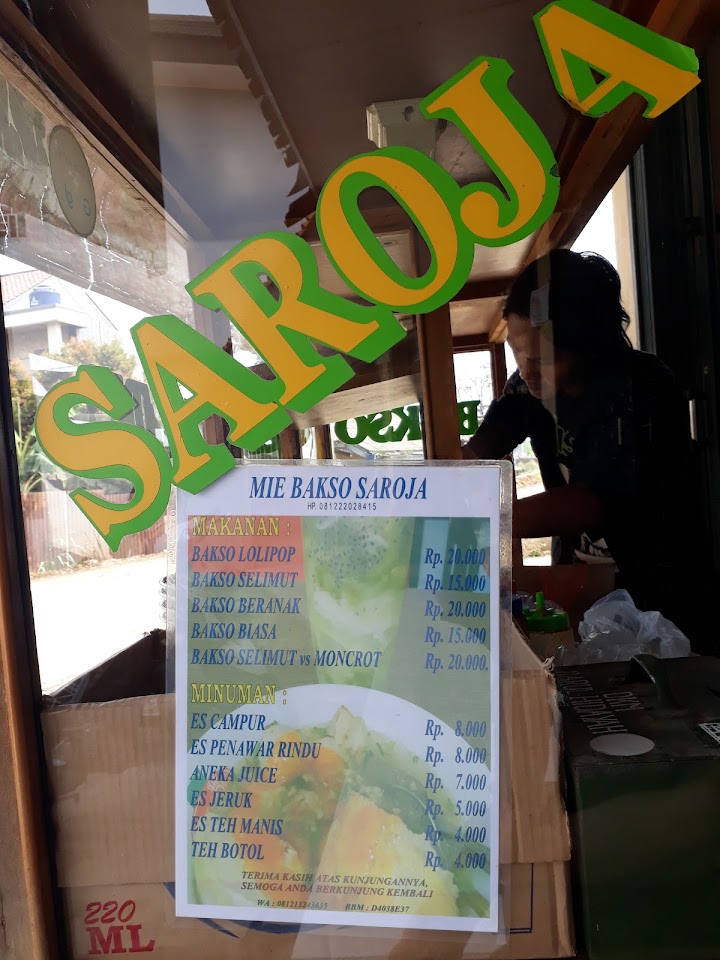 SAROJA
BAKSO
MIE BAKSO SAROJA
HP. 081222028415
MAKANAN :
BAKSO LOLIPOP Rp. 20.000
BAKSO SELIMUT Rp. 15.000
BAKSO BERANAK Rp. 20.000
BAKSO BIASA Rp. 15.000
BAKSO SELIMUT vs MONCROT Rp. 20.000.
MINUMAN :
ES CAMPUR Rp. 8.000
ES PENAWAR RINDU Rp. 8.000
ANEKA JUICE Rp. 7.000
ES JERUK Rp. 5.000
ES TEH MANIS Rp. 4.000
TEH BOTOL Rp. 4.000
TERIMA KASIH ATAS KUNJUNGANNYA,
SEMOGA ANDA BERKUNJUNG KEMBALI
WA : BBM : D4038E37
220
ML